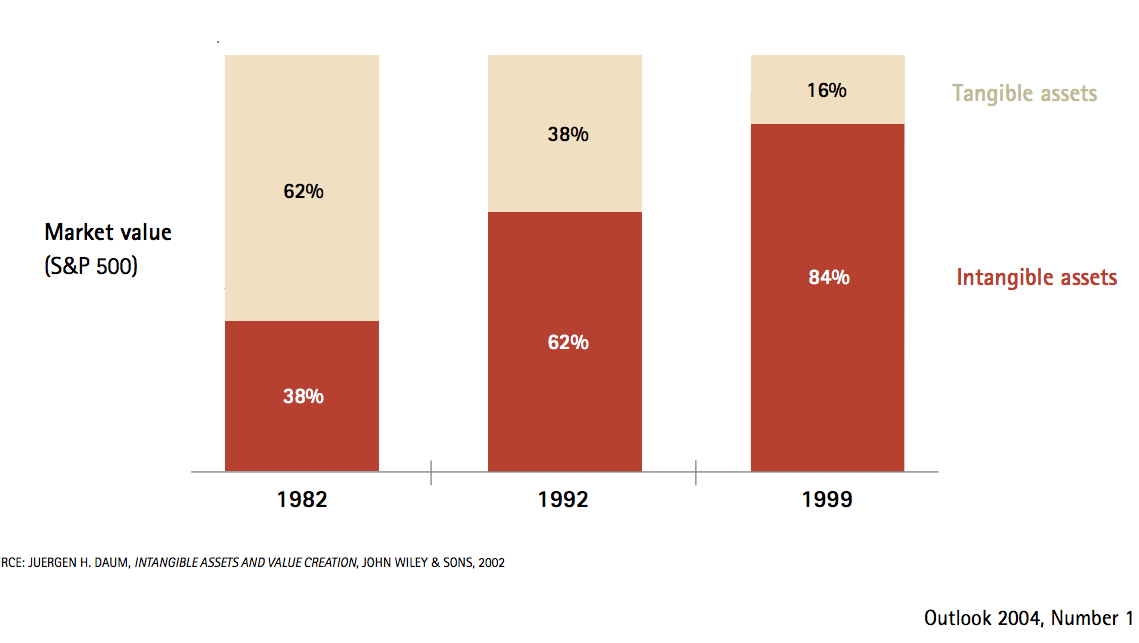 16%
Tangible assets
38%
62%
Market value
(S&P 500)
84%
Intangible assets
62%
38%
1982
1992
1999
RCE: JUERGEN H. DAUM, INTANGIBLE ASSETS AND VALUE CREATION, JOHN WILEY & SONS, 2002
Outlook 2004, Number 1